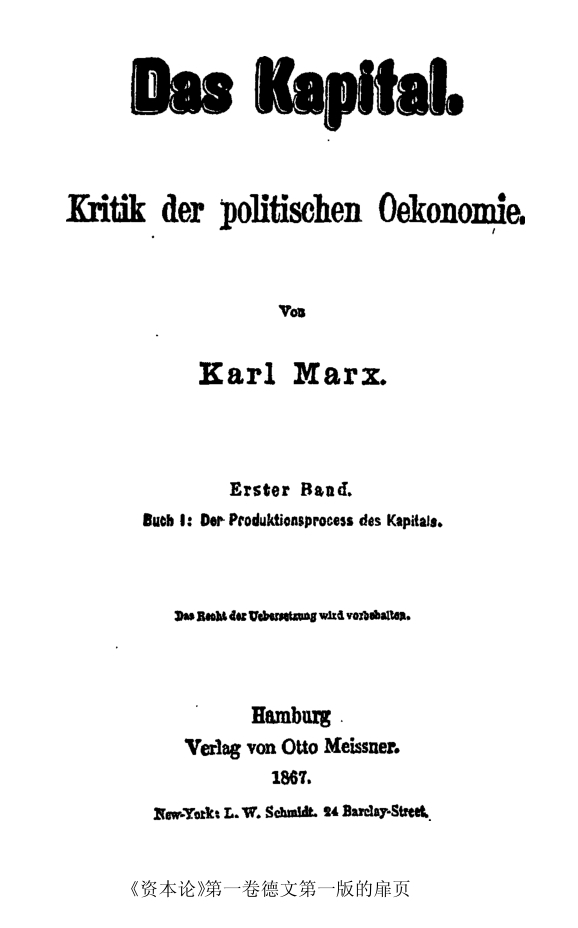 Das Kapital.
Kritik der politischen Oekonomie.
Von
Karl Marx.
Erster Band.
Buch I: Der Produktionsprocess des Kapitals.
Das Recht der Uebersetzung wird vorbehalten.
Hamburg
Verlag von Otto Meissner.
1867.
New-York: L. W. Schmidt. 24 Barclay-Street.
《资本论》第一卷德文第一版的扉页